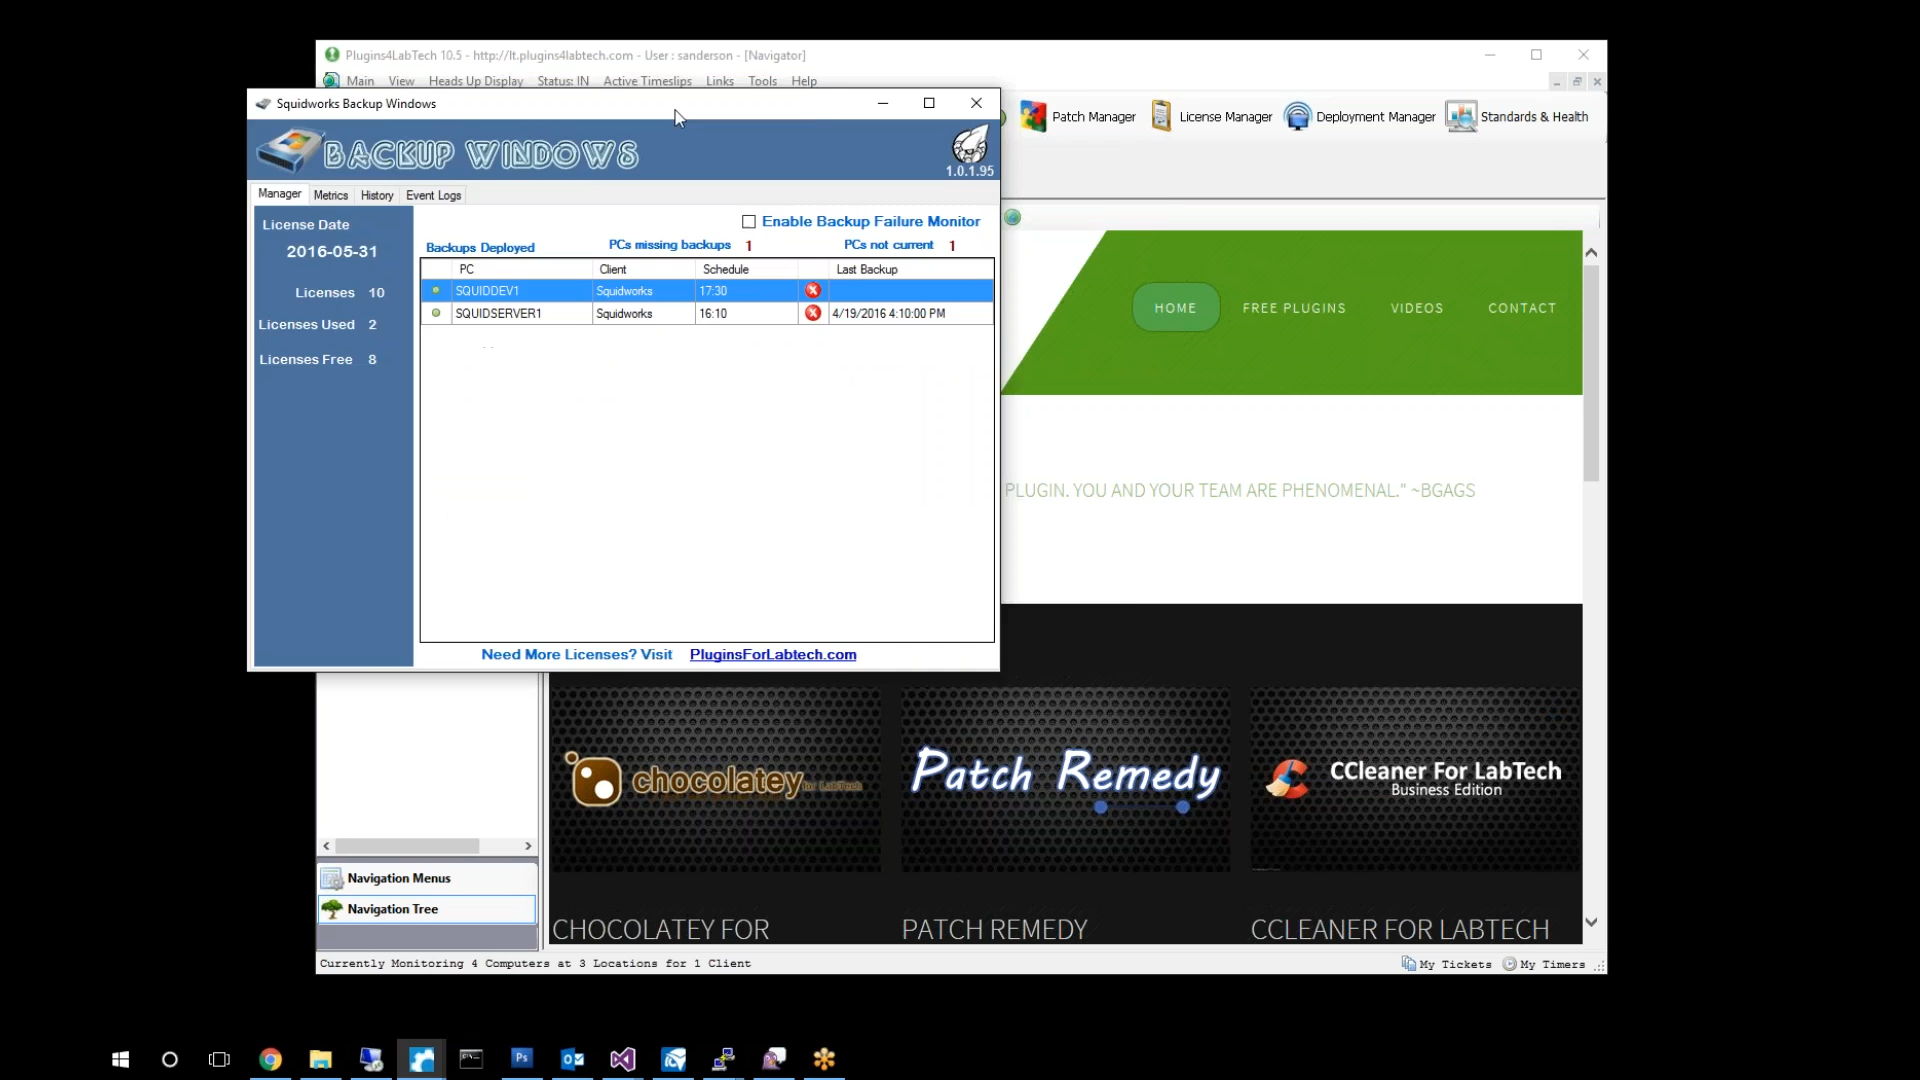 Plugins4LabTech 10.5 - http://lt.plugins4labtech.com - User : sanderson - [Navigator]
Main View Heads Up Display Status: IN Active Timeslips Links Tools Help
Squidworks Backup Windows
Patch Manager License Manager Deployment Manager Standards & Health
BACKUP WINDOWS
1.0.1.95
Manager Metrics History Event Logs
License Date
2016-05-31
Licenses 10
Licenses Used 2
Licenses Free 8
Enable Backup Failure Monitor
Backups Deployed PCs missing backups 1 PCs not current 1
PC Client Schedule Last Backup
SQUIDDEV1 Squidworks 17:30
SQUIDSERVER1 Squidworks 16:10 4/19/2016 4:10:00 PM
Need More Licenses? Visit PluginsForLabtech.com
HOME FREE PLUGINS VIDEOS CONTACT
PLUGIN. YOU AND YOUR TEAM ARE PHENOMENAL." ~BGAGS
chocolatey for LabTech
Patch Remedy
CCleaner For LabTech
Business Edition
CHOCOLATEY FOR PATCH REMEDY CCLEANER FOR LABTECH
Navigation Menus
Navigation Tree
Currently Monitoring 4 Computers at 3 Locations for 1 Client
My Tickets My Timers
Ps